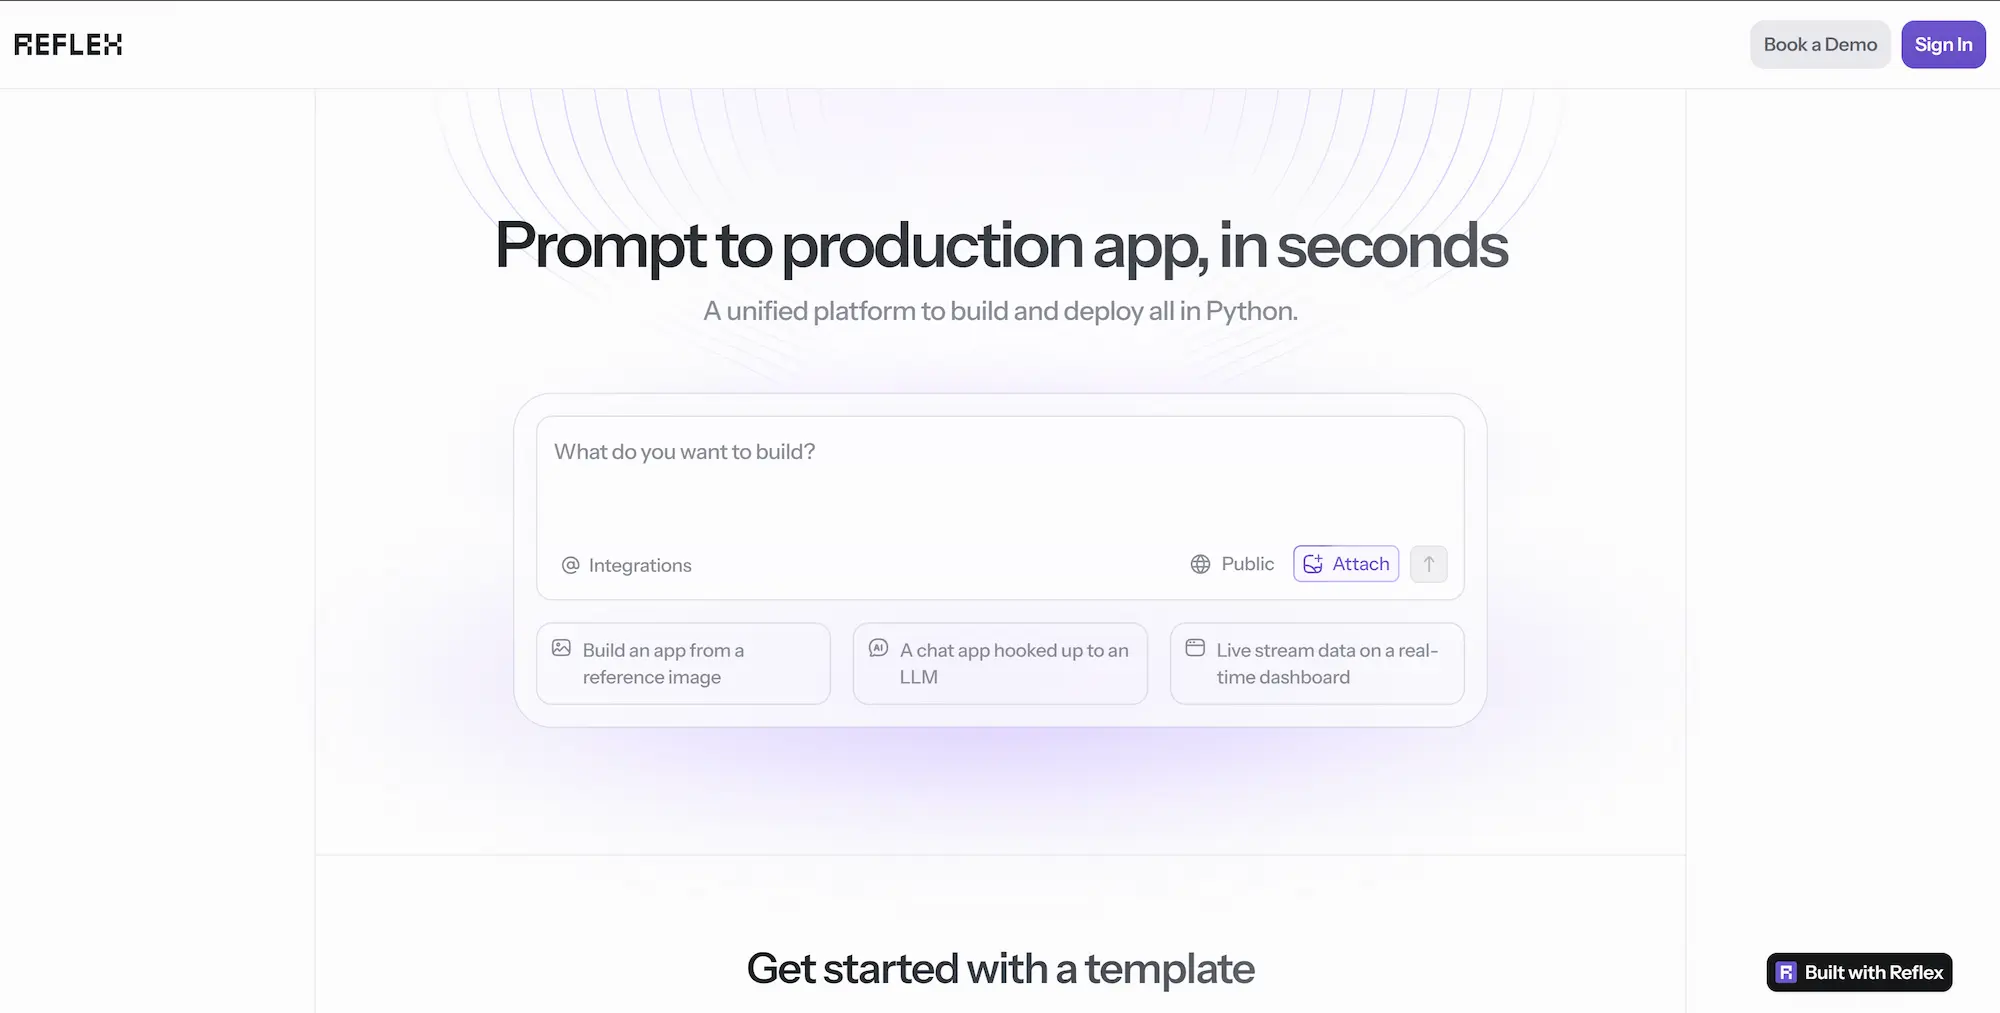 REFLEX
Book a Demo
Sign In
Prompt to production app, in seconds
A unified platform to build and deploy all in Python.
What do you want to build?
@ Integrations
Public
Attach
Build an app from a
reference image
AI
A chat app hooked up to an
LLM
Live stream data on a real-
time dashboard
Get started with a template
R Built with Reflex